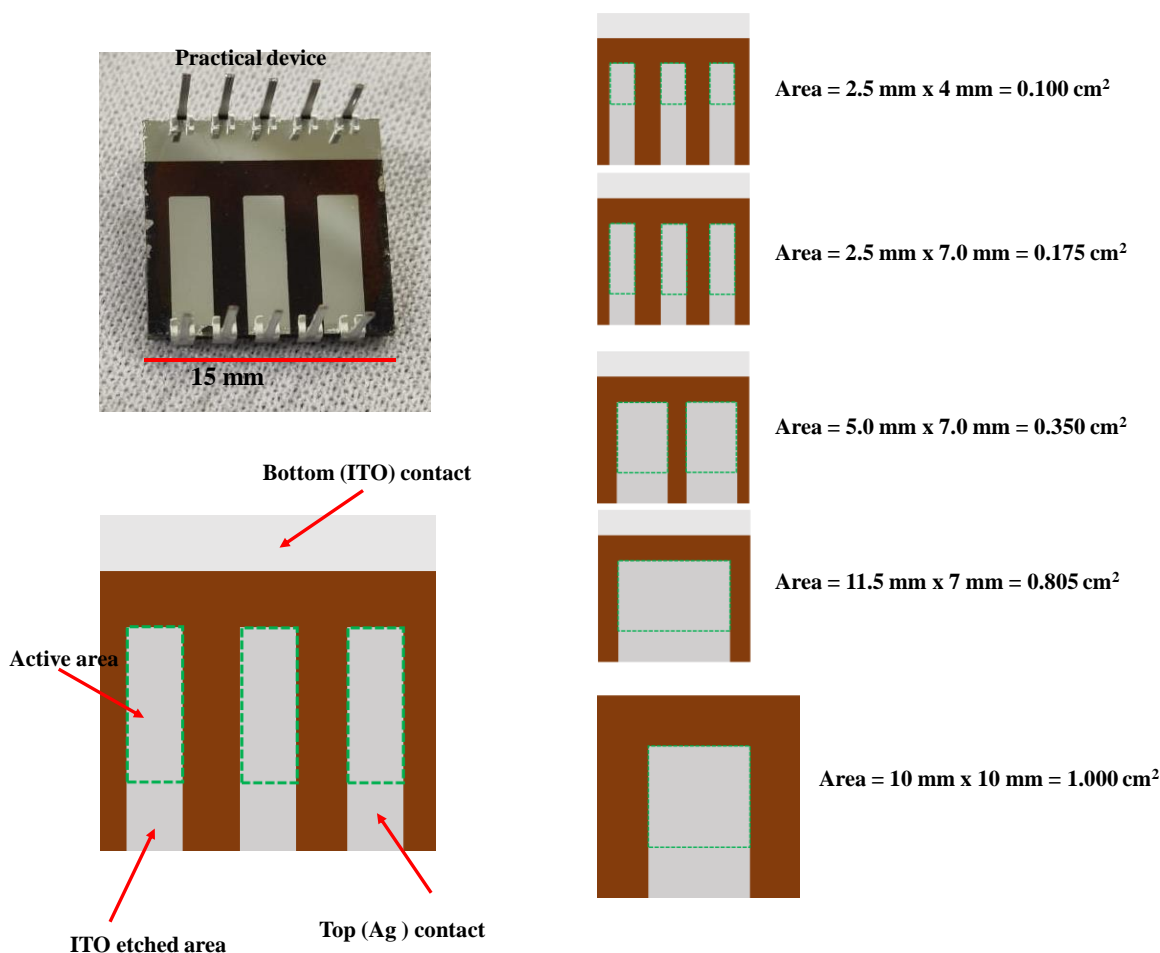 Practical device
15 mm
Bottom (ITO) contact
Active area
ITO etched area
Top (Ag ) contact
Area = 2.5 mm x 4 mm = 0.100 cm²
Area = 2.5 mm x 7.0 mm = 0.175 cm²
Area = 5.0 mm x 7.0 mm = 0.350 cm²
Area = 11.5 mm x 7 mm = 0.805 cm²
Area = 10 mm x 10 mm = 1.000 cm²